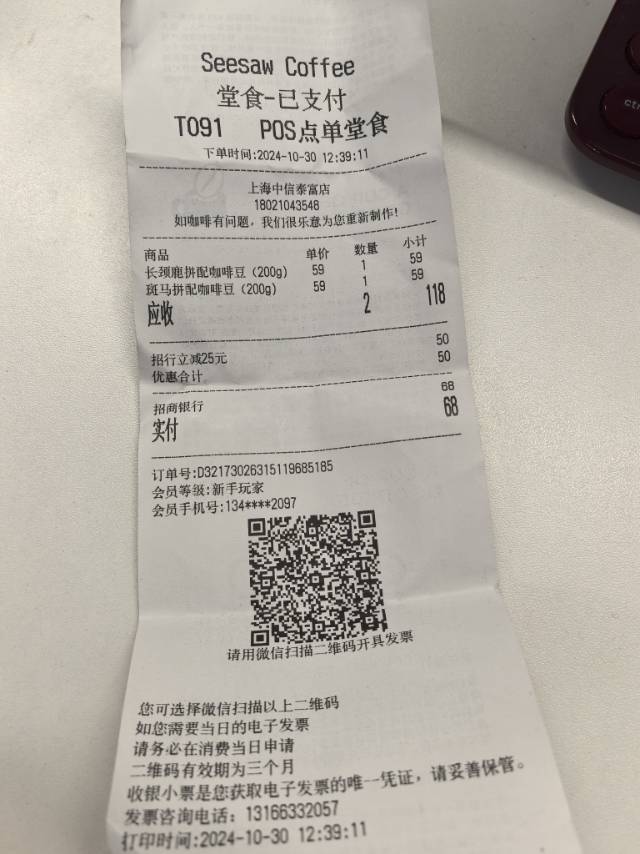 Seesaw Coffee
堂食-已支付
T091 POS点单堂食
下单时间:2024-10-30 12:39:11
上海中信泰富店
18021043548
如咖啡有问题，我们很乐意为您重新制作!
商品 单价 数量 小计
长颈鹿拼配咖啡豆（200g） 59 1 59
斑马拼配咖啡豆（200g） 59 1 59
应收 2 118
招行立减25元 50
优惠合计 50
招商银行 68
实付 68
订单号:D32173026315119685185
会员等级:新手玩家
会员手机号:134****2097
请用微信扫描二维码开具发票
您可选择微信扫描以上二维码
如您需要当日的电子发票
请务必在消费当日申请
二维码有效期为三个月
收银小票是您获取电子发票的唯一凭证，请妥善保管。
发票咨询电话：13166332057
打印时间:2024-10-30 12:39:11
ctr